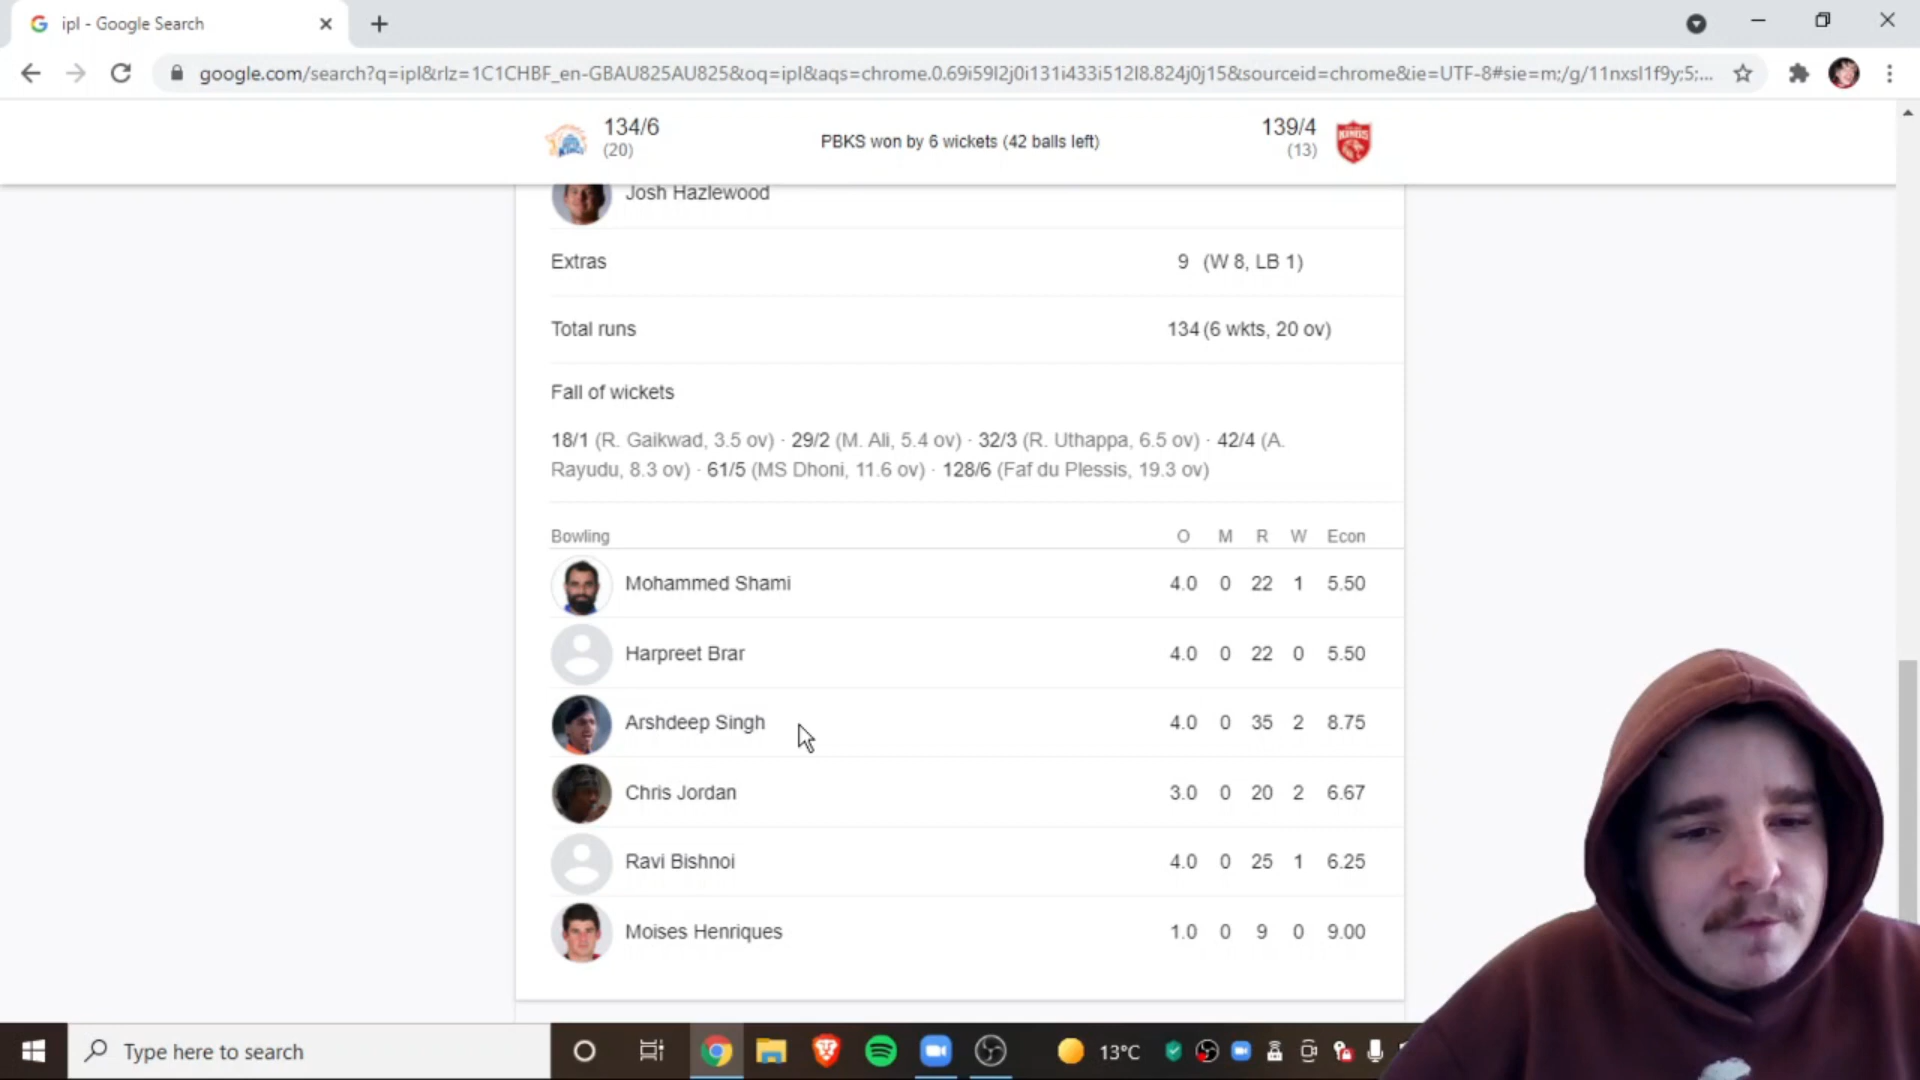 ipl - Google Search
google.com/search?q=ipl&rlz=1C1CHBF_en-GBAU825AU825&oq=ipl&aqs=chrome.0.69i59l2j0i131i433i512l8.824j0j15&sourceid=chrome&ie=UTF-8#sie=m;/g/11nxsl1f9y;5;...
134/6
(20)
PBKS won by 6 wickets (42 balls left)
139/4
(13)
KINGS
Josh Hazlewood
Extras 9 (W 8, LB 1)
Total runs 134 (6 wkts, 20 ov)
Fall of wickets
18/1 (R. Gaikwad, 3.5 ov) · 29/2 (M. Ali, 5.4 ov) · 32/3 (R. Uthappa, 6.5 ov) · 42/4 (A.
Rayudu, 8.3 ov) · 61/5 (MS Dhoni, 11.6 ov) · 128/6 (Faf du Plessis, 19.3 ov)
Bowling O M R W Econ
Mohammed Shami 4.0 0 22 1 5.50
Harpreet Brar 4.0 0 22 0 5.50
Arshdeep Singh 4.0 0 35 2 8.75
Chris Jordan 3.0 0 20 2 6.67
Ravi Bishnoi 4.0 0 25 1 6.25
Moises Henriques 1.0 0 9 0 9.00
Type here to search
13°C